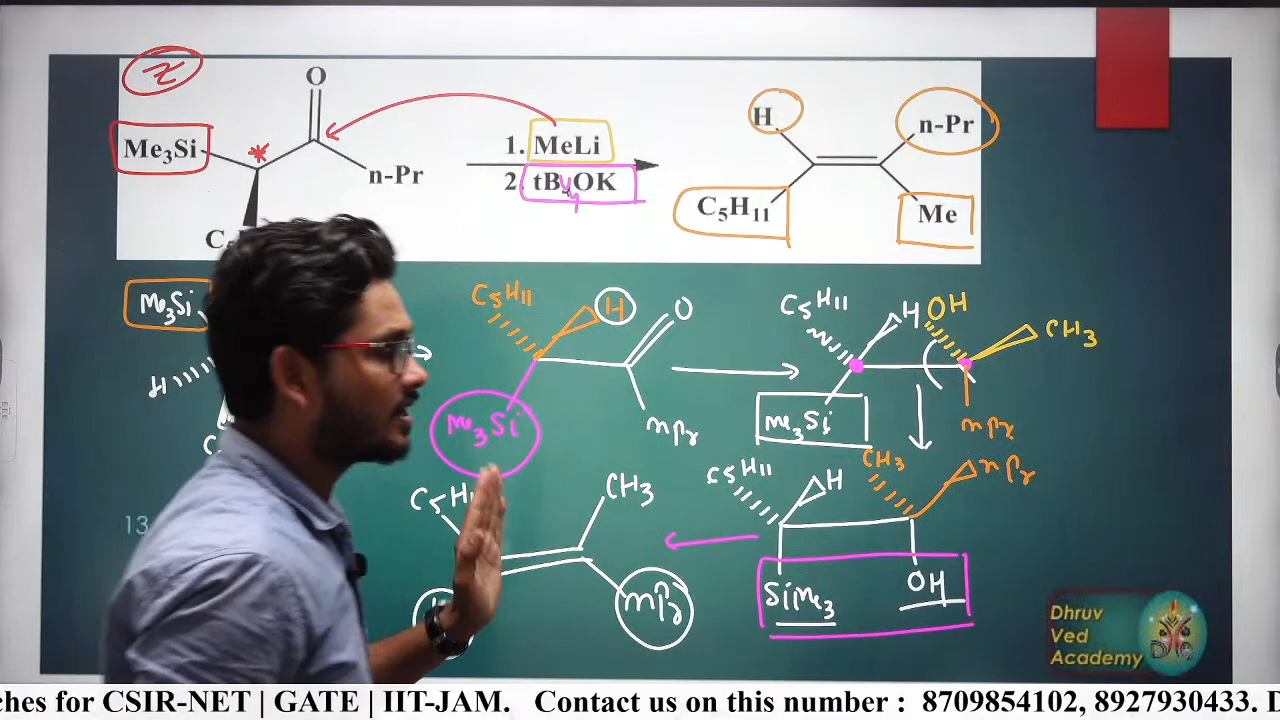 Z
O
Me3Si
*
n-Pr
C5
1. MeLi
2. tBuOK
H
n-Pr
C5H11
Me
Me3Si
H
C5H11
H
O
Me3Si
nPr
C5H11
H
OH
CH3
Me3Si
nPr
C5H11
H
CH3
nPr
SiMe3
OH
C5H
CH3
nPr
13
Dhruv
Ved
Academy
ches for CSIR-NET | GATE | IIT-JAM. Contact us on this number : 8709854102, 8927930433. D